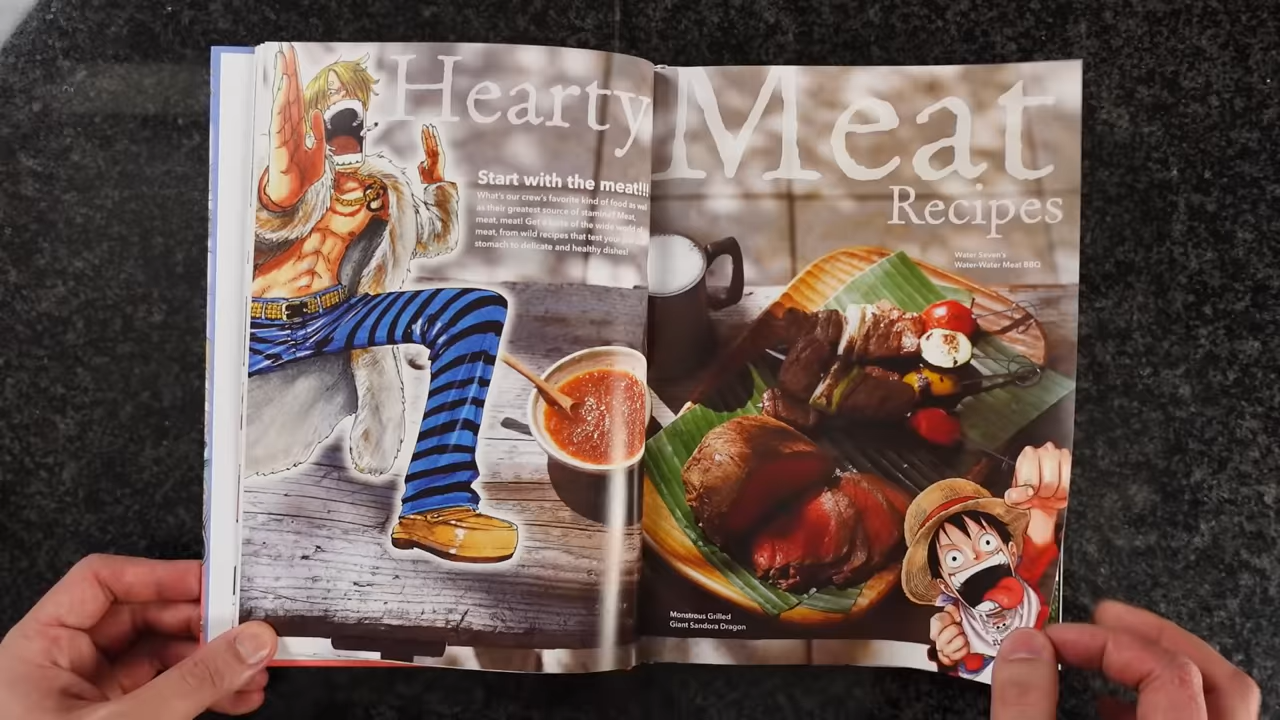 Hearty Meat
Recipes
Start with the meat!!!
What's our crew's favorite kind of food as well
as their greatest source of stamina? Meat,
meat, meat! Get a taste of the wide world of
meat, from wild recipes that test your
stomach to delicate and healthy dishes!
Water Seven's
Water-Water Meat BBQ
Monstrous Grilled
Giant Sandora Dragon